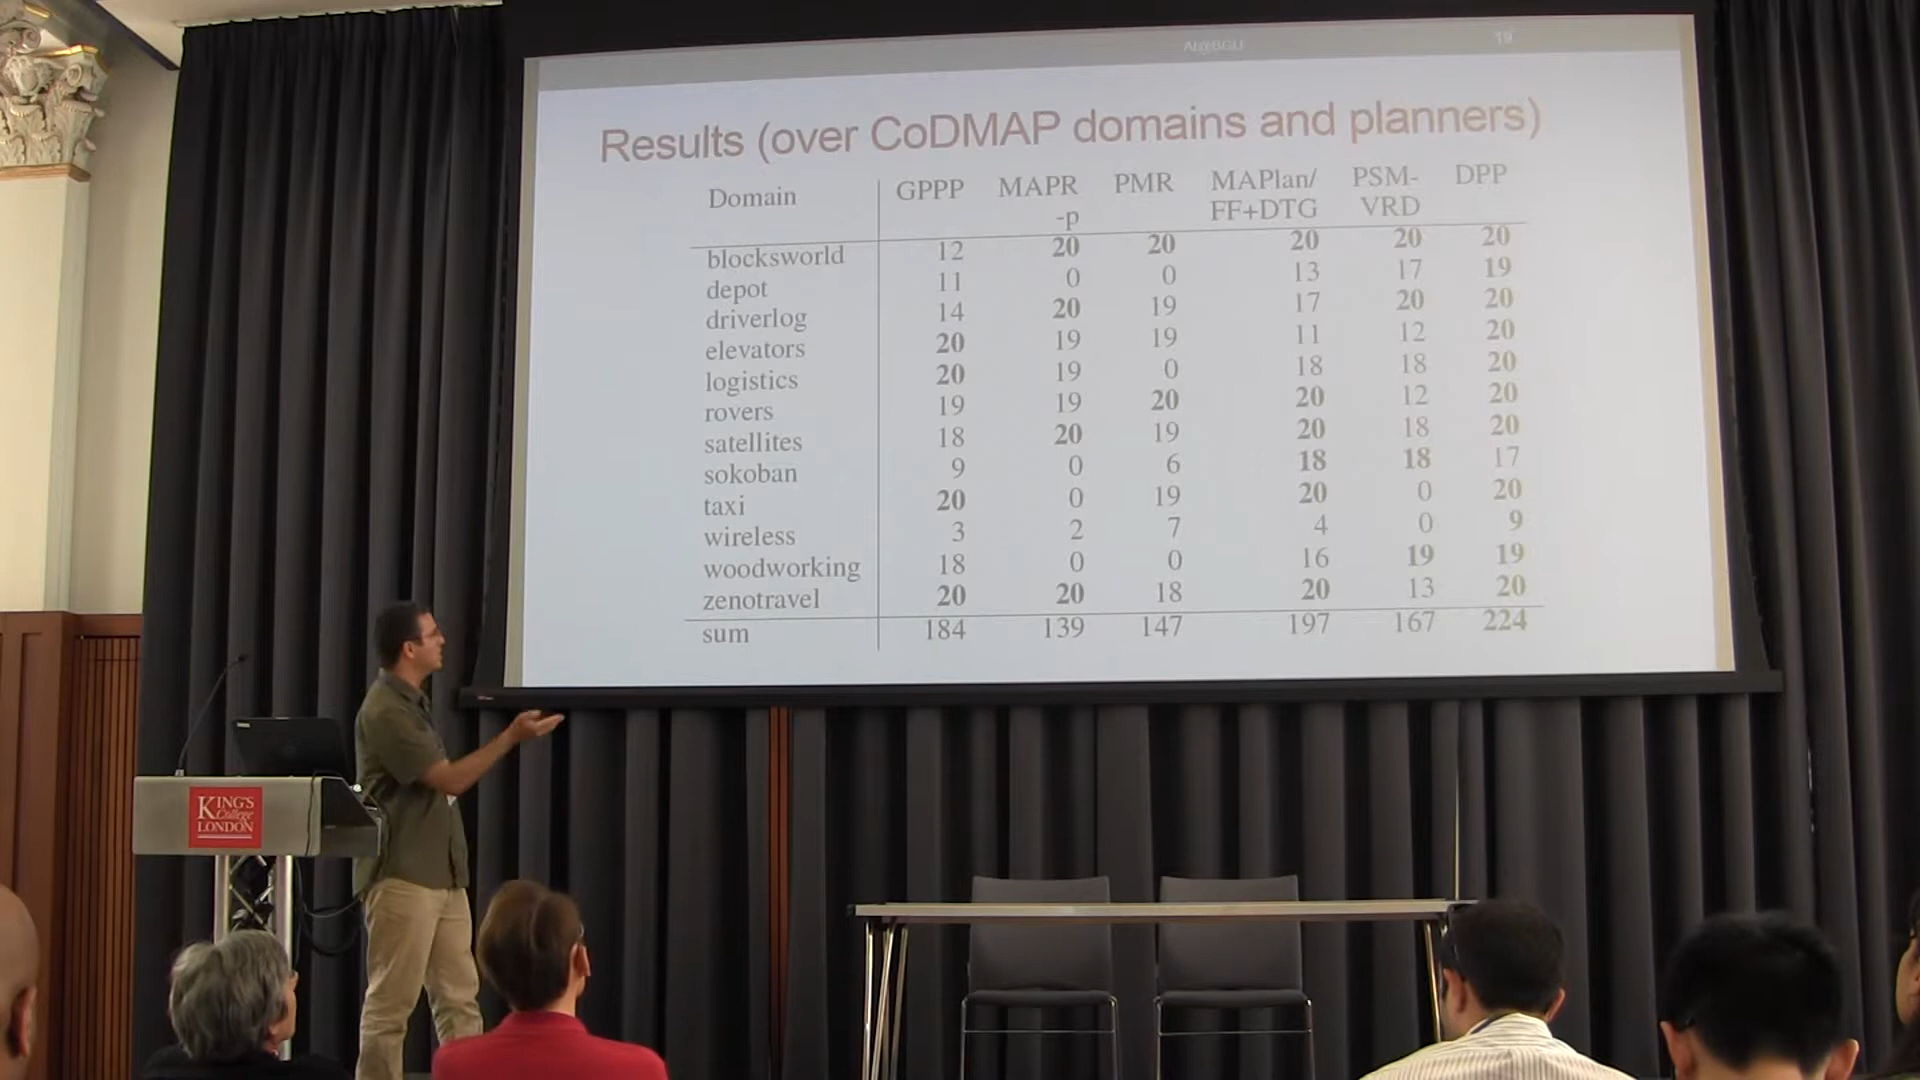 AI@BGU 19
Results (over CoDMAP domains and planners)
Domain GPPP MAPR -p PMR MAPlan/ FF+DTG PSM- VRD DPP
blocksworld 12 20 20 20 20 20
depot 11 0 0 13 17 19
driverlog 14 20 19 17 20 20
elevators 20 19 19 11 12 20
logistics 20 19 0 18 18 20
rovers 19 19 20 20 12 20
satellites 18 20 19 20 18 20
sokoban 9 0 6 18 18 17
taxi 20 0 19 20 0 20
wireless 3 2 7 4 0 9
woodworking 18 0 0 16 19 19
zenotravel 20 20 18 20 13 20
sum 184 139 147 197 167 224
KING'S
College
LONDON